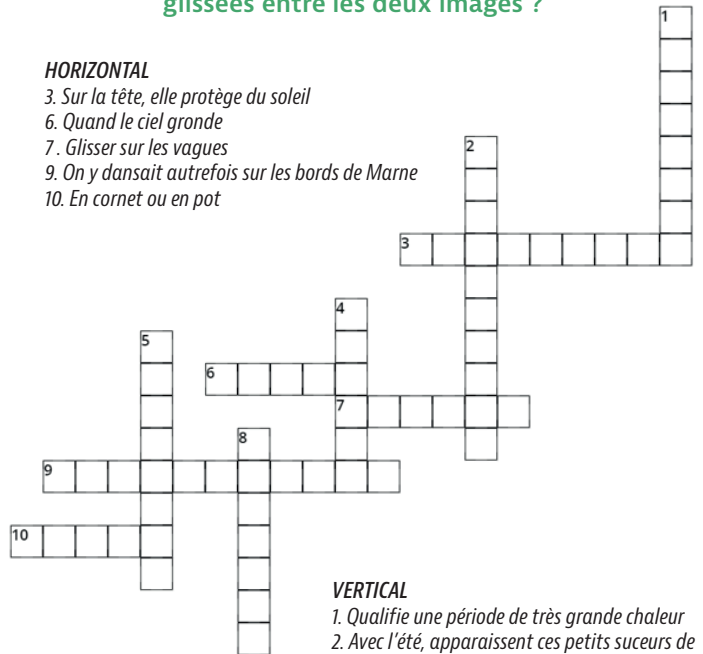 glissées entre les deux images ?
HORIZONTAL
3. Sur la tête, elle protège du soleil
6. Quand le ciel gronde
7. Glisser sur les vagues
9. On y dansait autrefois sur les bords de Marne
10. En cornet ou en pot
1
2
3
4
5
6
7
8
9
10
VERTICAL
1. Qualifie une période de très grande chaleur
2. Avec l'été, apparaissent ces petits suceurs de